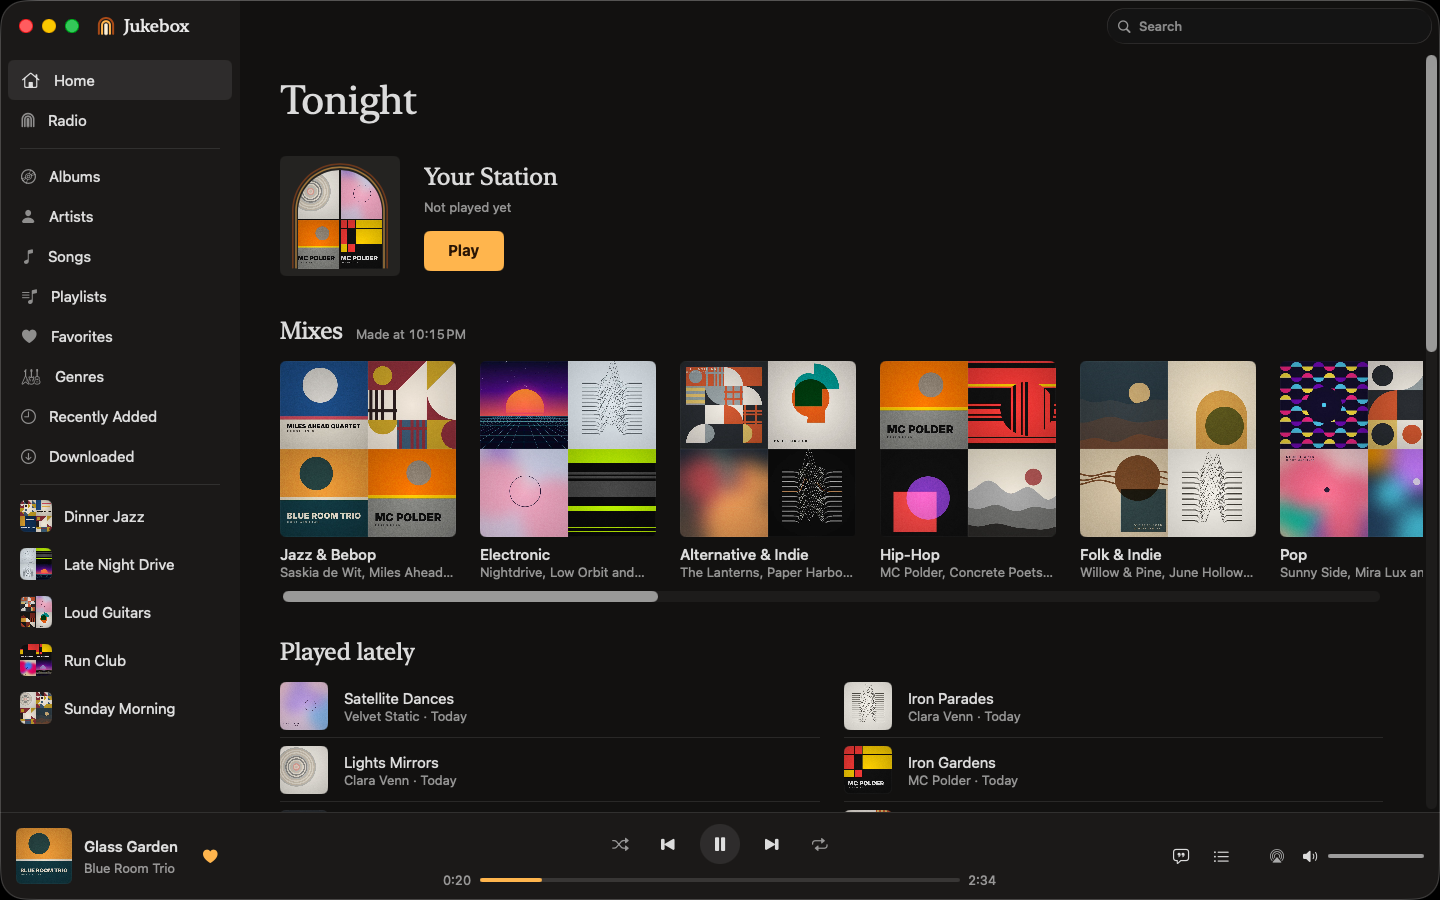 Jukebox
Search
Home
Radio
Albums
Artists
Songs
Playlists
Favorites
Genres
Recently Added
Downloaded
Dinner Jazz
Late Night Drive
Loud Guitars
Run Club
Sunday Morning
Tonight
MC POLDER
MC POLDER
Your Station
Not played yet
Play
Mixes
Made at 10:15 PM
MILES AHEAD QUARTET
BLUE ROOM TRIO
MC POLDER
MC POLDER
Jazz & Bebop
Saskia de Wit, Miles Ahead...
Electronic
Nightdrive, Low Orbit and...
Alternative & Indie
The Lanterns, Paper Harbo...
Hip-Hop
MC Polder, Concrete Poets...
Folk & Indie
Willow & Pine, June Hollow...
Pop
Sunny Side, Mira Lux an
Played lately
Satellite Dances
Velvet Static · Today
Iron Parades
Clara Venn · Today
Lights Mirrors
Clara Venn · Today
MC POLDER
Iron Gardens
MC Polder · Today
BLUE ROOM TRIO
Glass Garden
Blue Room Trio
0:20
2:34